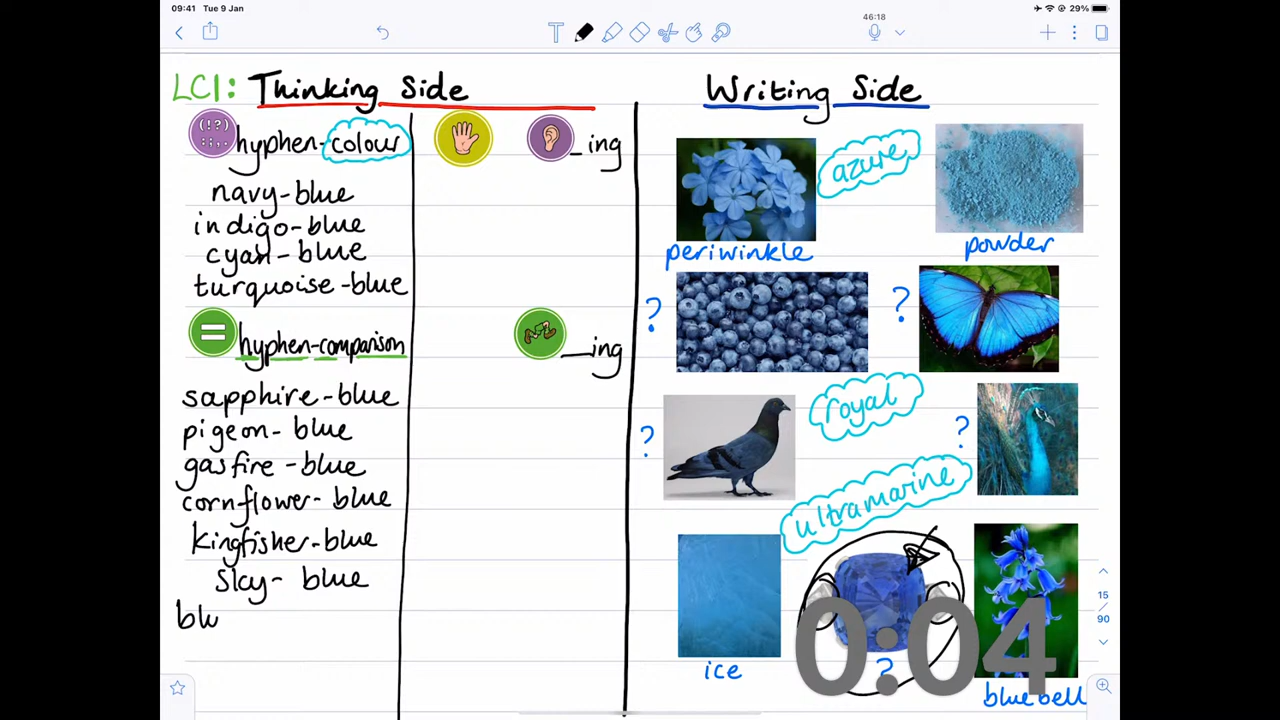 09:41 Tue 9 Jan
29%
46:18
LC1: Thinking Side
Writing Side
(!?)
:;,.
hyphen-colour
_ing
navy-blue
indigo-blue
cyan-blue
turquoise-blue
=
hyphen-comparison
__ing
sapphire-blue
pigeon-blue
gasfire-blue
cornflower-blue
kingfisher-blue
sky-blue
blu
azure
periwinkle
powder
?
?
royal
?
?
ultramarine
ice
?
bluebell
0:04
15
/
90